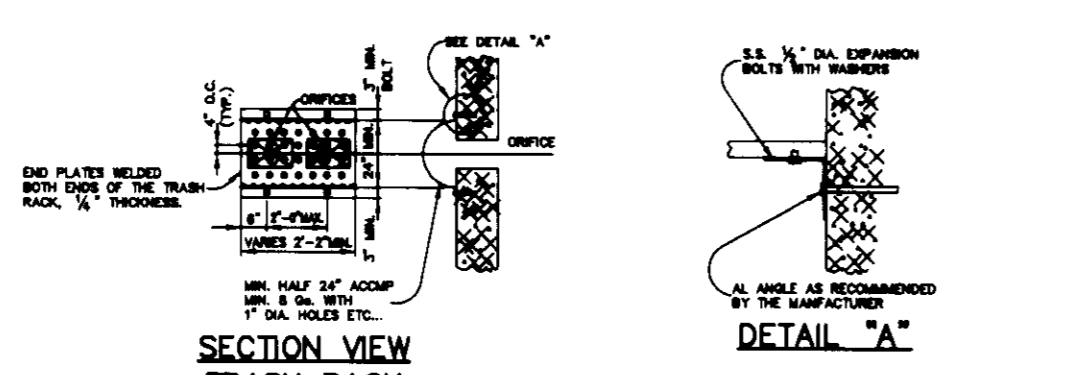 SEE DETAIL "A"
3" MIN.
BOLT
4" O.C.
(TYP.)
ORIFICES
24" MIN.
ORIFICE
END PLATES WELDED
BOTH ENDS OF THE TRASH
RACK, 1/4" THICKNESS.
6"
2'-6"MAX.
VARIES 2'-2"MIN.
3" MIN.
MIN. HALF 24" ACCMP
MIN. 8 Ga. WITH
1" DIA. HOLES ETC...
SECTION VIEW
TRASH RACK
S.S. 1/2" DIA. EXPANSION
BOLTS WITH WASHERS
AL ANGLE AS RECOMMENDED
BY THE MANFACTURER
DETAIL "A"